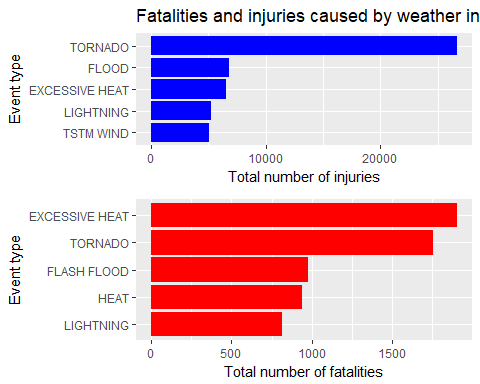 Fatalities and injuries caused by weather in
Event type
TORNADO
FLOOD
EXCESSIVE HEAT
LIGHTNING
TSTM WIND
0 10000 20000
Total number of injuries
Event type
EXCESSIVE HEAT
TORNADO
FLASH FLOOD
HEAT
LIGHTNING
0 500 1000 1500
Total number of fatalities